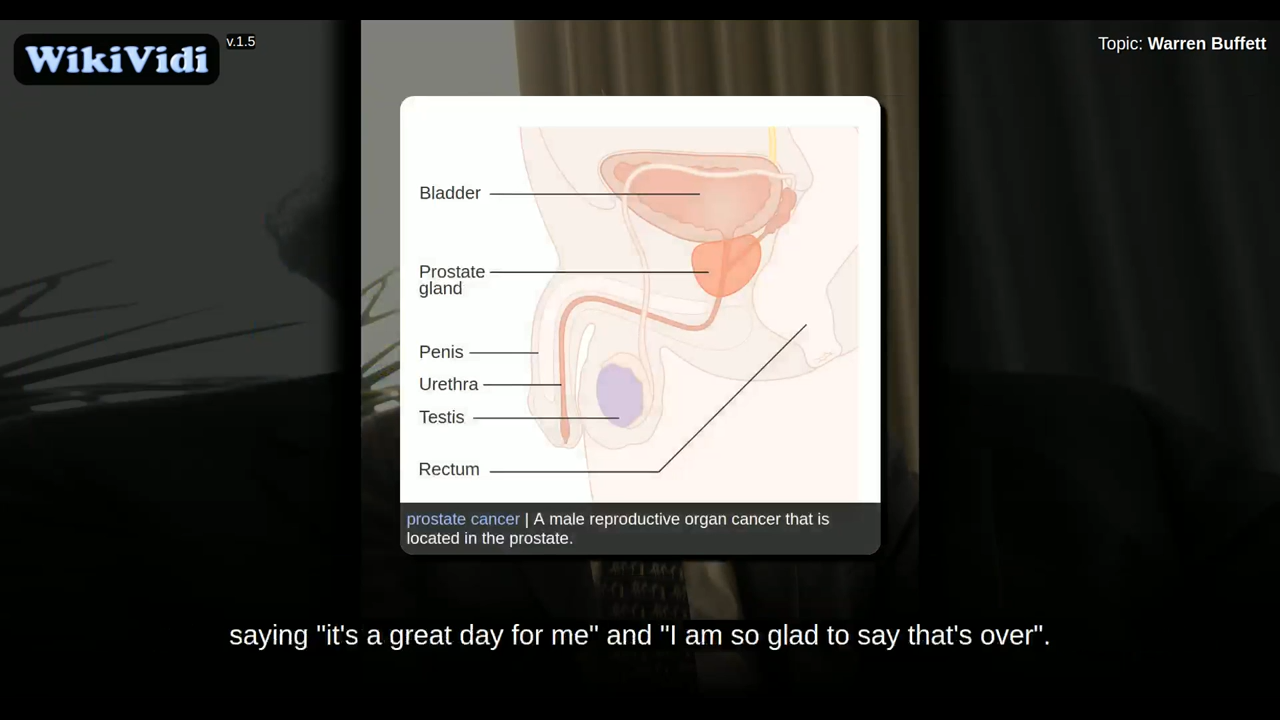 WikiVidi
v.1.5
Topic: Warren Buffett
Bladder
Prostate
gland
Penis
Urethra
Testis
Rectum
prostate cancer | A male reproductive organ cancer that is
located in the prostate.
saying "it's a great day for me" and "I am so glad to say that's over".